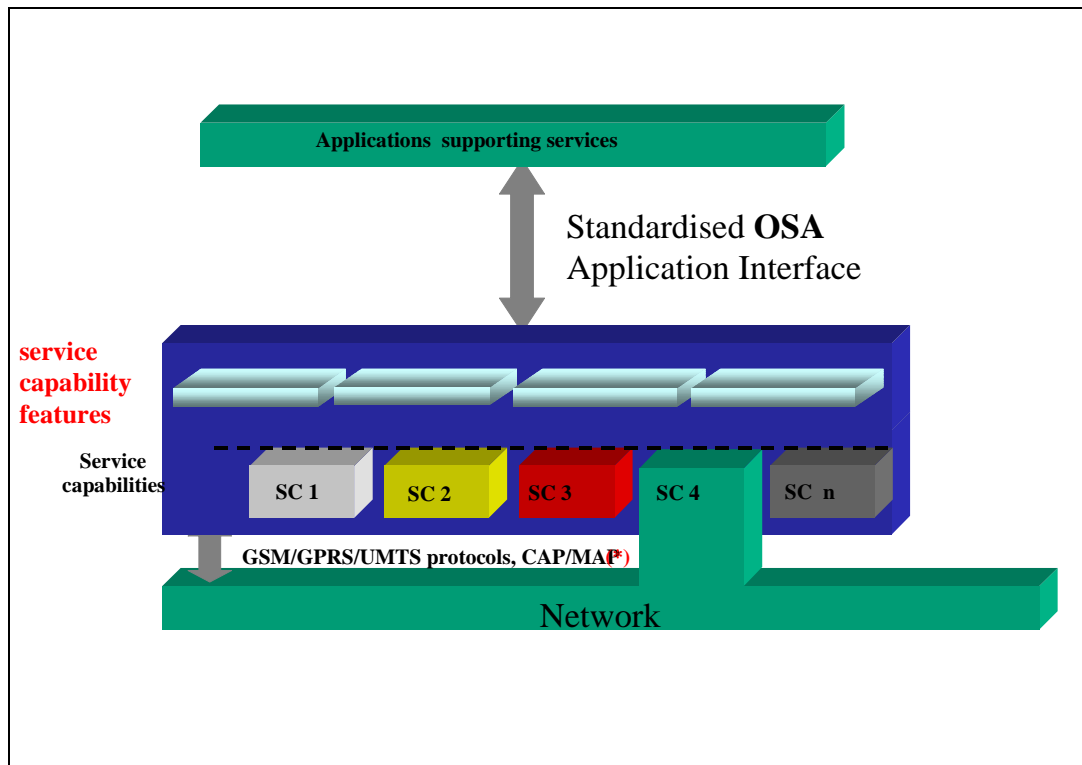 Applications supporting services
Standardised OSA
Application Interface
service
capability
features
Service
capabilities
SC 1
SC 2
SC 3
SC 4
SC n
GSM/GPRS/UMTS protocols, CAP/MAP(*)
Network